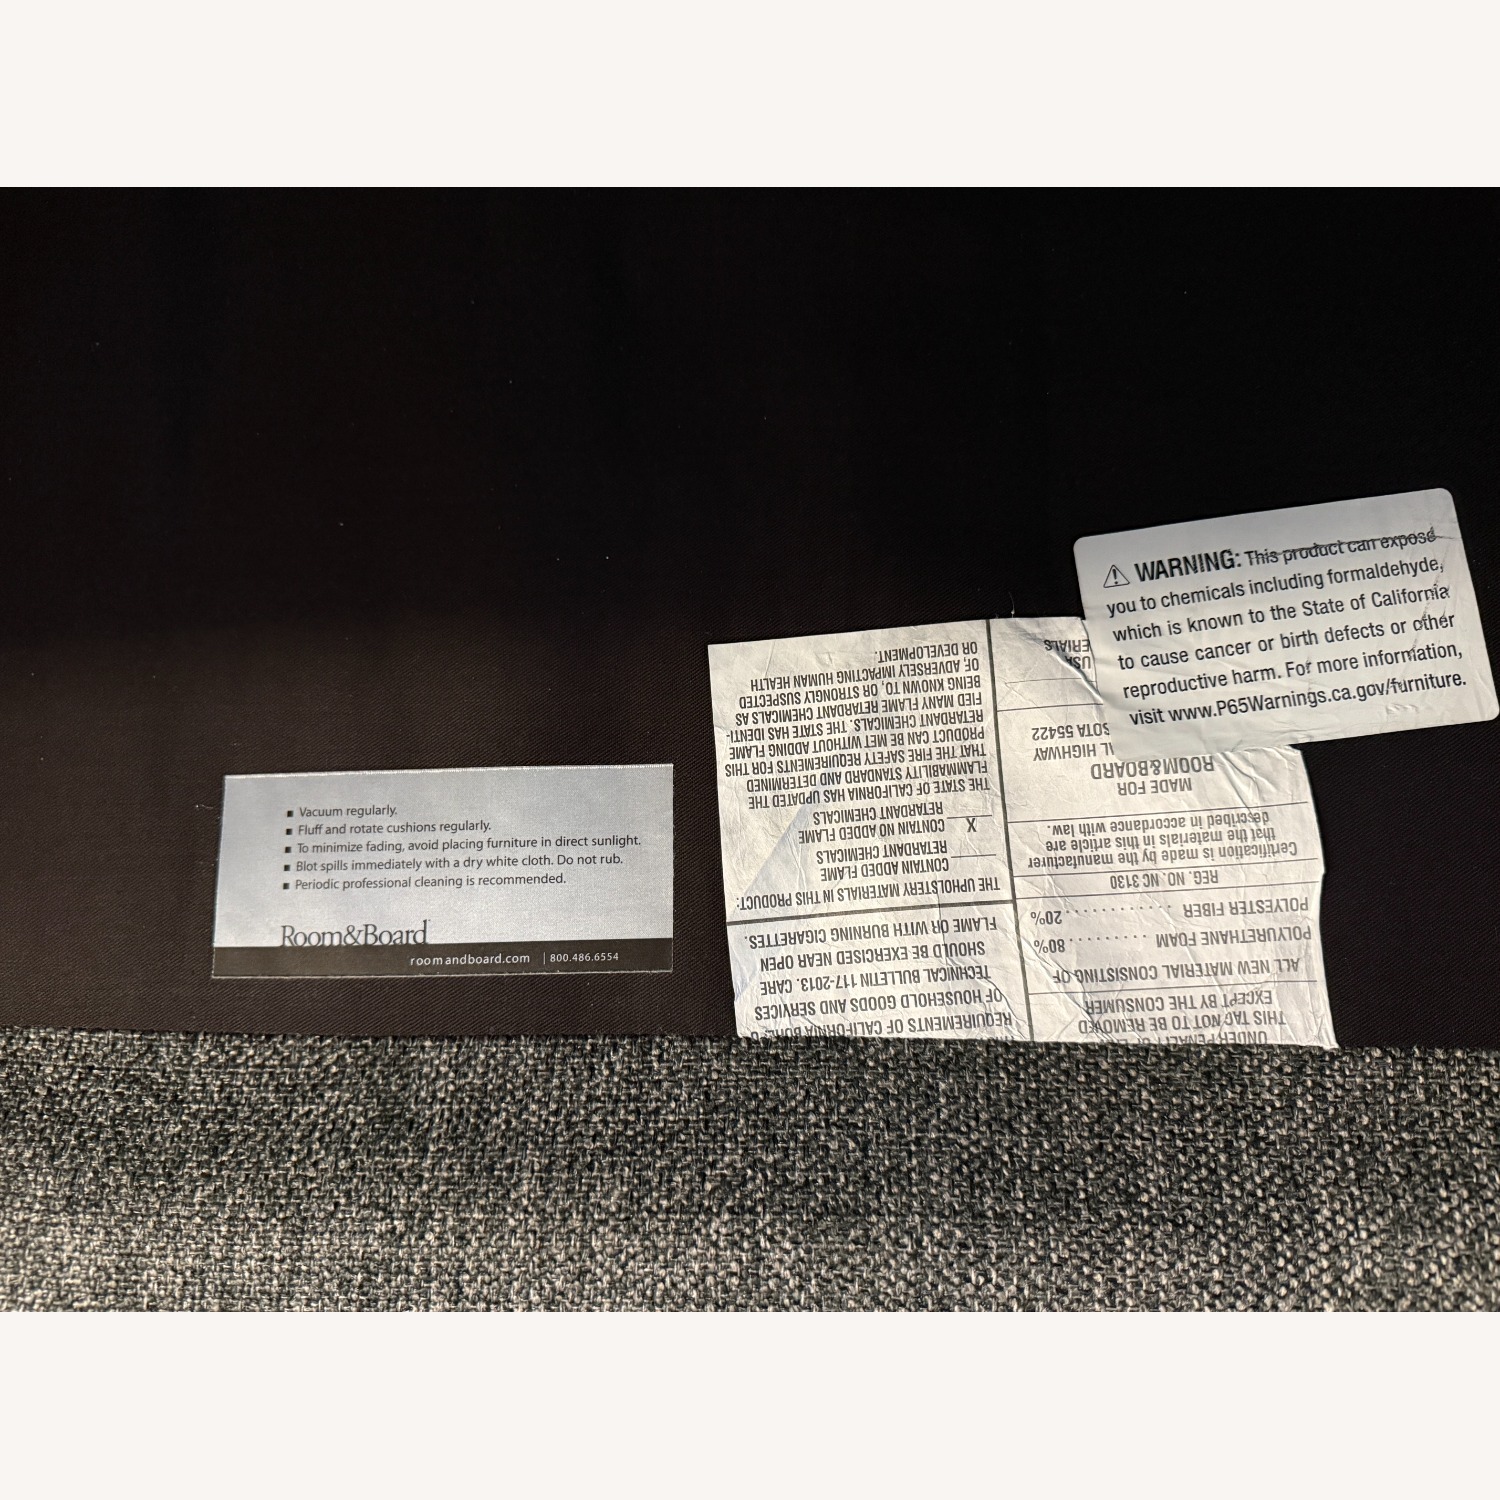 Vacuum regularly.
Fluff and rotate cushions regularly.
To minimize fading, avoid placing furniture in direct sunlight.
Blot spills immediately with a dry white cloth. Do not rub.
Periodic professional cleaning is recommended.
Room&Board
roomandboard.com | 800.486.6554
WARNING: This product can expose
you to chemicals including formaldehyde,
which is known to the State of California
to cause cancer or birth defects or other
reproductive harm. For more information,
visit www.P65Warnings.ca.gov/furniture.
THIS TAG NOT TO BE REMOVED
EXCEPT BY THE CONSUMER
ALL NEW MATERIAL CONSISTING OF
POLYURETHANE FOAM ......... 80%
POLYESTER FIBER ............ 20%
REG. NO. NC 3130
Certification is made by the manufacturer
that the materials in this article are
described in accordance with law.
MADE FOR
ROOM&BOARD
HIGHWAY
55422
REQUIREMENTS OF CALIFORNIA
OF HOUSEHOLD GOODS AND SERVICES
TECHNICAL BULLETIN 117-2013. CARE
SHOULD BE EXERCISED NEAR OPEN
FLAME OR WITH BURNING CIGARETTES.
THE UPHOLSTERY MATERIALS IN THIS PRODUCT:
CONTAIN ADDED FLAME
RETARDANT CHEMICALS
X CONTAIN NO ADDED FLAME
RETARDANT CHEMICALS
THE STATE OF CALIFORNIA HAS UPDATED THE
FLAMMABILITY STANDARD AND DETERMINED
THAT THE FIRE SAFETY REQUIREMENTS FOR THIS
PRODUCT CAN BE MET WITHOUT ADDING FLAME
RETARDANT CHEMICALS. THE STATE HAS IDENTI-
FIED MANY FLAME RETARDANT CHEMICALS AS
BEING KNOWN TO, OR STRONGLY SUSPECTED
OF, ADVERSELY IMPACTING HUMAN HEALTH
OR DEVELOPMENT.